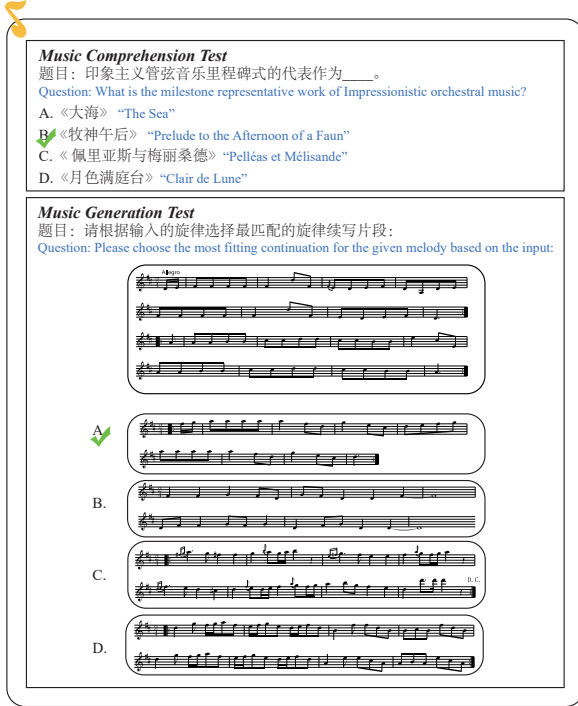 Music Comprehension Test
题目：印象主义管弦音乐里程碑式的代表作为____。
Question: What is the milestone representative work of Impressionistic orchestral music?
A.《大海》 “The Sea”
B.《牧神午后》 “Prelude to the Afternoon of a Faun”
C.《 佩里亚斯与梅丽桑德》 “Pelléas et Mélisande”
D.《月色满庭台》 “Clair de Lune”
Music Generation Test
题目：请根据输入的旋律选择最匹配的旋律续写片段：
Question: Please choose the most fitting continuation for the given melody based on the input:
Allegro
A.
B.
C.
D. C.
D.